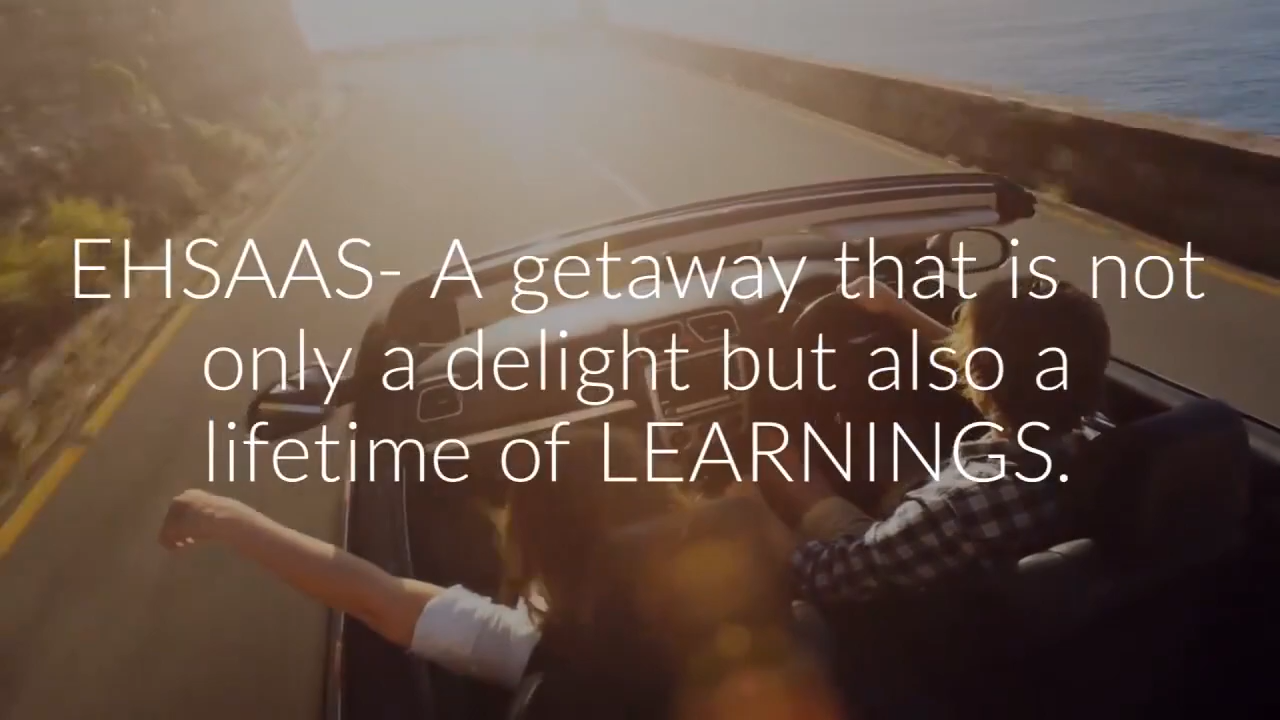 EHSAAS- A getaway that is not
only a delight but also a
lifetime of LEARNINGS.